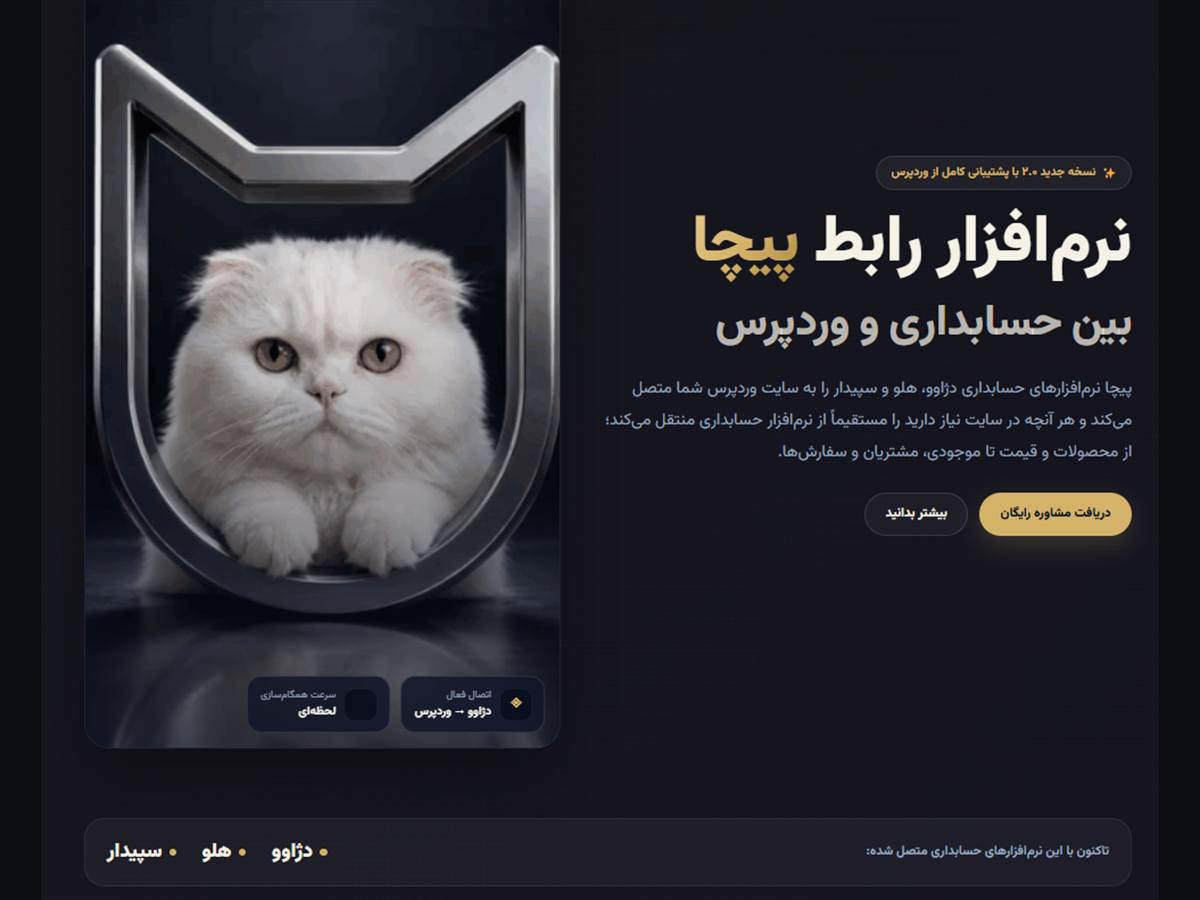 نسخه جدید ۲.۰ با پشتیبانی کامل از وردپرس
نرم‌افزار رابط پیچا
بین حسابداری و وردپرس
پیچا نرم‌افزارهای حسابداری دژاوو، هلو و سپیدار را به سایت وردپرس شما متصل
می‌کند و هر آنچه در سایت نیاز دارید را مستقیماً از نرم‌افزار حسابداری منتقل می‌کند؛
از محصولات و قیمت تا موجودی، مشتریان و سفارش‌ها.
دریافت مشاوره رایگان
بیشتر بدانید
اتصال فعال
دژاوو → وردپرس
سرعت همگام‌سازی
لحظه‌ای
تاکنون با این نرم‌افزارهای حسابداری متصل شده:
• دژاوو • هلو • سپیدار